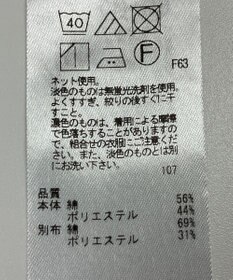 40
F
F63
ネット使用。
淡色のものは無蛍光洗剤を使用。
よくすすぎ、絞りの後すぐに干
すこと。
濃色のものは、着用による摩擦
で色落ちすることがありますの
で、組合せの衣服にご注意下さ
い。また、淡色のものとは別に
お洗い下さい。
107
品質
本体 綿 56%
ポリエステル 44%
別布 綿 69%
ポリエステル 31%